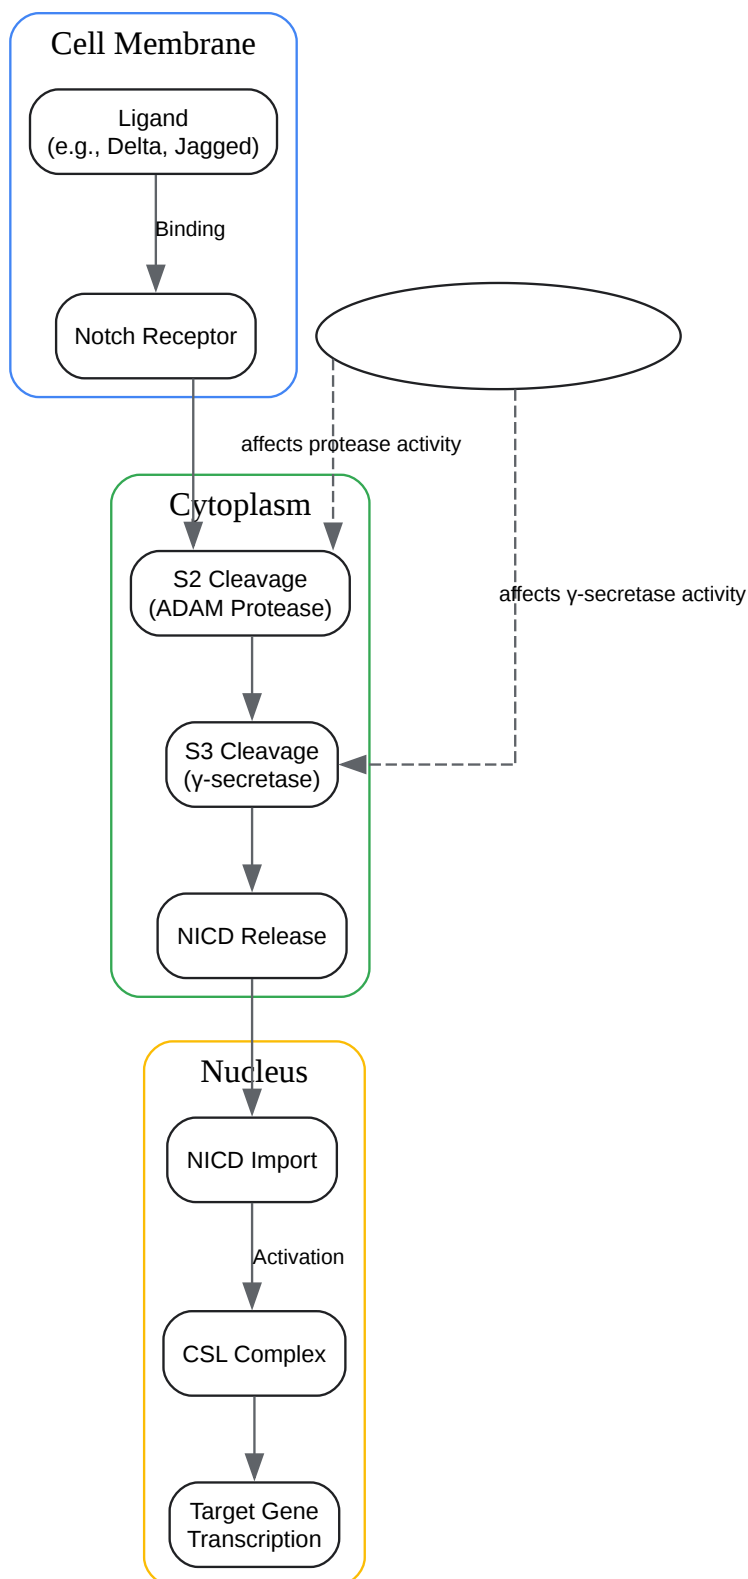 Cell Membrane
Ligand
(e.g., Delta, Jagged)
Binding
Notch Receptor
affects protease activity
Cytoplasm
S2 Cleavage
(ADAM Protease)
affects γ-secretase activity
S3 Cleavage
(γ-secretase)
NICD Release
Nucleus
NICD Import
Activation
CSL Complex
Target Gene
Transcription